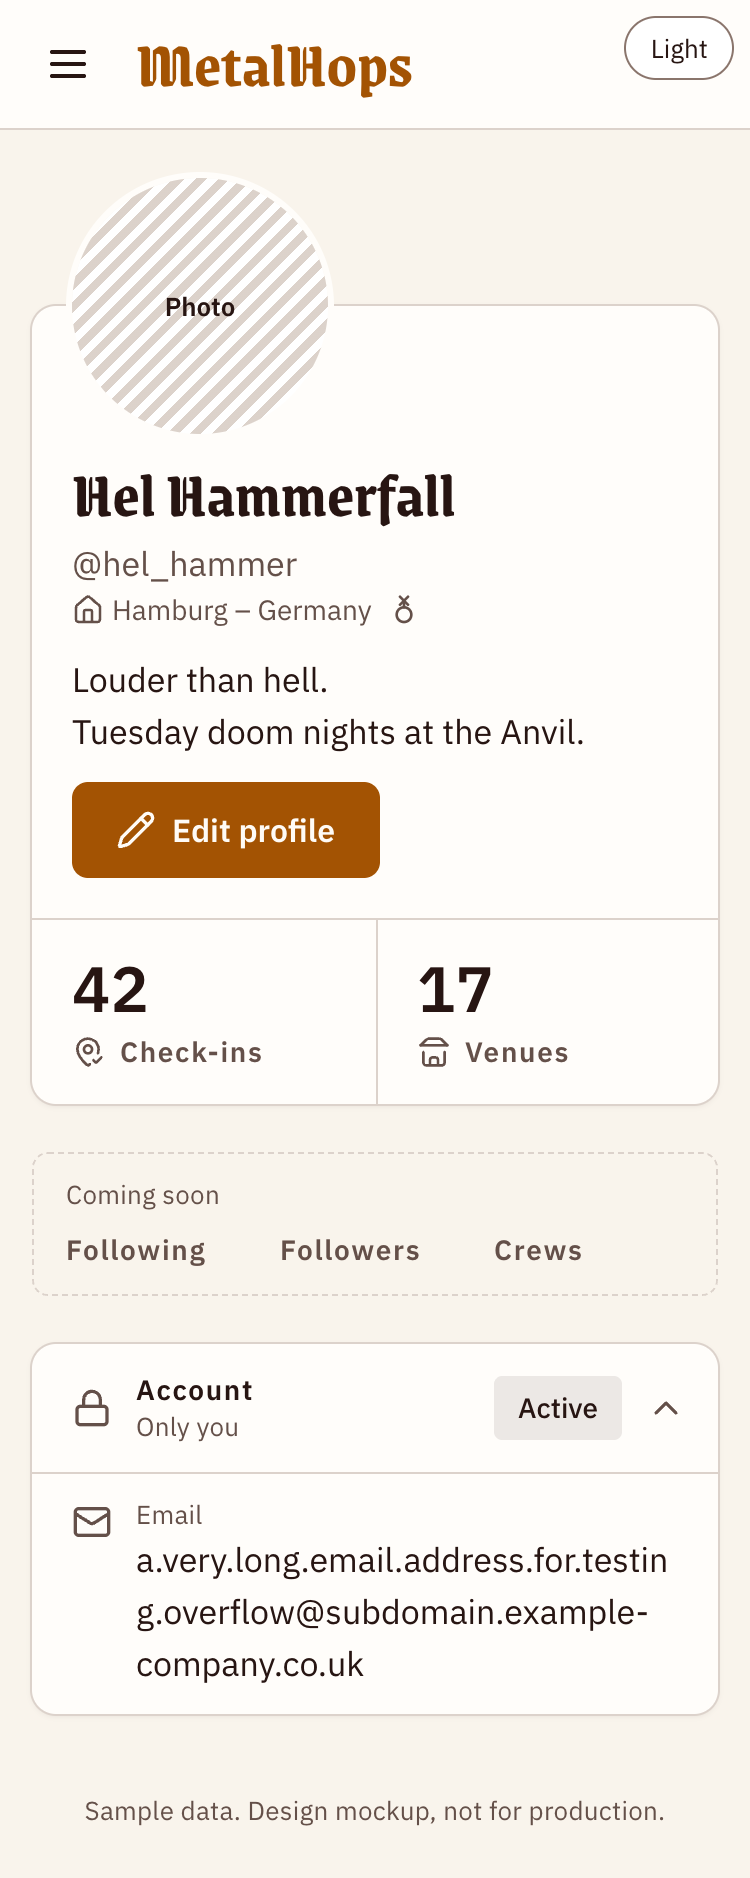 MetalHops
Light
Photo
Hel Hammerfall
@hel_hammer
Hamburg – Germany
Louder than hell.
Tuesday doom nights at the Anvil.
Edit profile
42
Check-ins
17
Venues
Coming soon
Following Followers Crews
Account
Only you
Active
Email
a.very.long.email.address.for.testin
g.overflow@subdomain.example-
company.co.uk
Sample data. Design mockup, not for production.